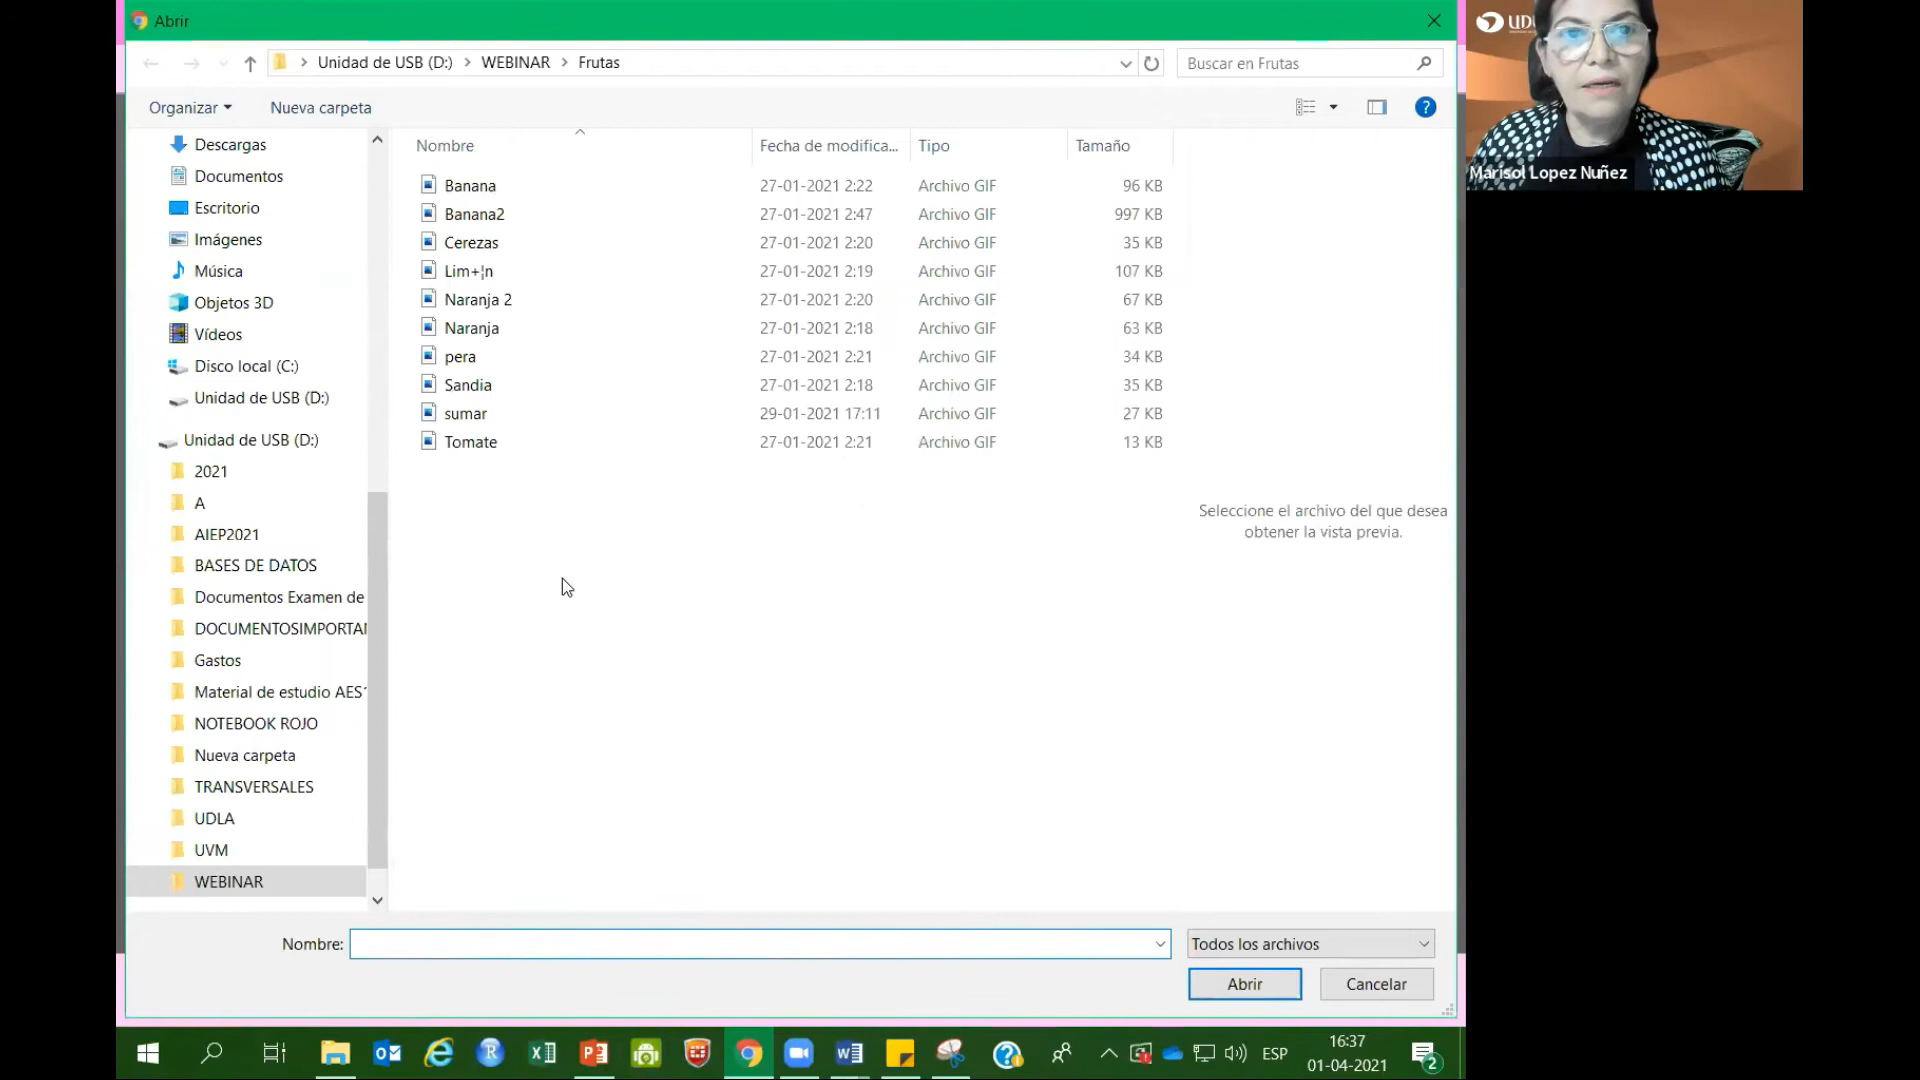 Abrir
Unidad de USB (D:) > WEBINAR > Frutas
Buscar en Frutas
Organizar
Nueva carpeta
Descargas
Documentos
Escritorio
Imágenes
Música
Objetos 3D
Vídeos
Disco local (C:)
Unidad de USB (D:)
Unidad de USB (D:)
2021
A
AIEP2021
BASES DE DATOS
Documentos Examen de
DOCUMENTOSIMPORTAN
Gastos
Material de estudio AES1
NOTEBOOK ROJO
Nueva carpeta
TRANSVERSALES
UDLA
UVM
WEBINAR
Nombre Fecha de modifica... Tipo Tamaño
Banana 27-01-2021 2:22 Archivo GIF 96 KB
Banana2 27-01-2021 2:47 Archivo GIF 997 KB
Cerezas 27-01-2021 2:20 Archivo GIF 35 KB
Lim+¦n 27-01-2021 2:19 Archivo GIF 107 KB
Naranja 2 27-01-2021 2:20 Archivo GIF 67 KB
Naranja 27-01-2021 2:18 Archivo GIF 63 KB
pera 27-01-2021 2:21 Archivo GIF 34 KB
Sandia 27-01-2021 2:18 Archivo GIF 35 KB
sumar 29-01-2021 17:11 Archivo GIF 27 KB
Tomate 27-01-2021 2:21 Archivo GIF 13 KB
Seleccione el archivo del que desea
obtener la vista previa.
Nombre:
Todos los archivos
Abrir
Cancelar
ESP
16:37
01-04-2021
2
UDL
Marisol Lopez Nuñez